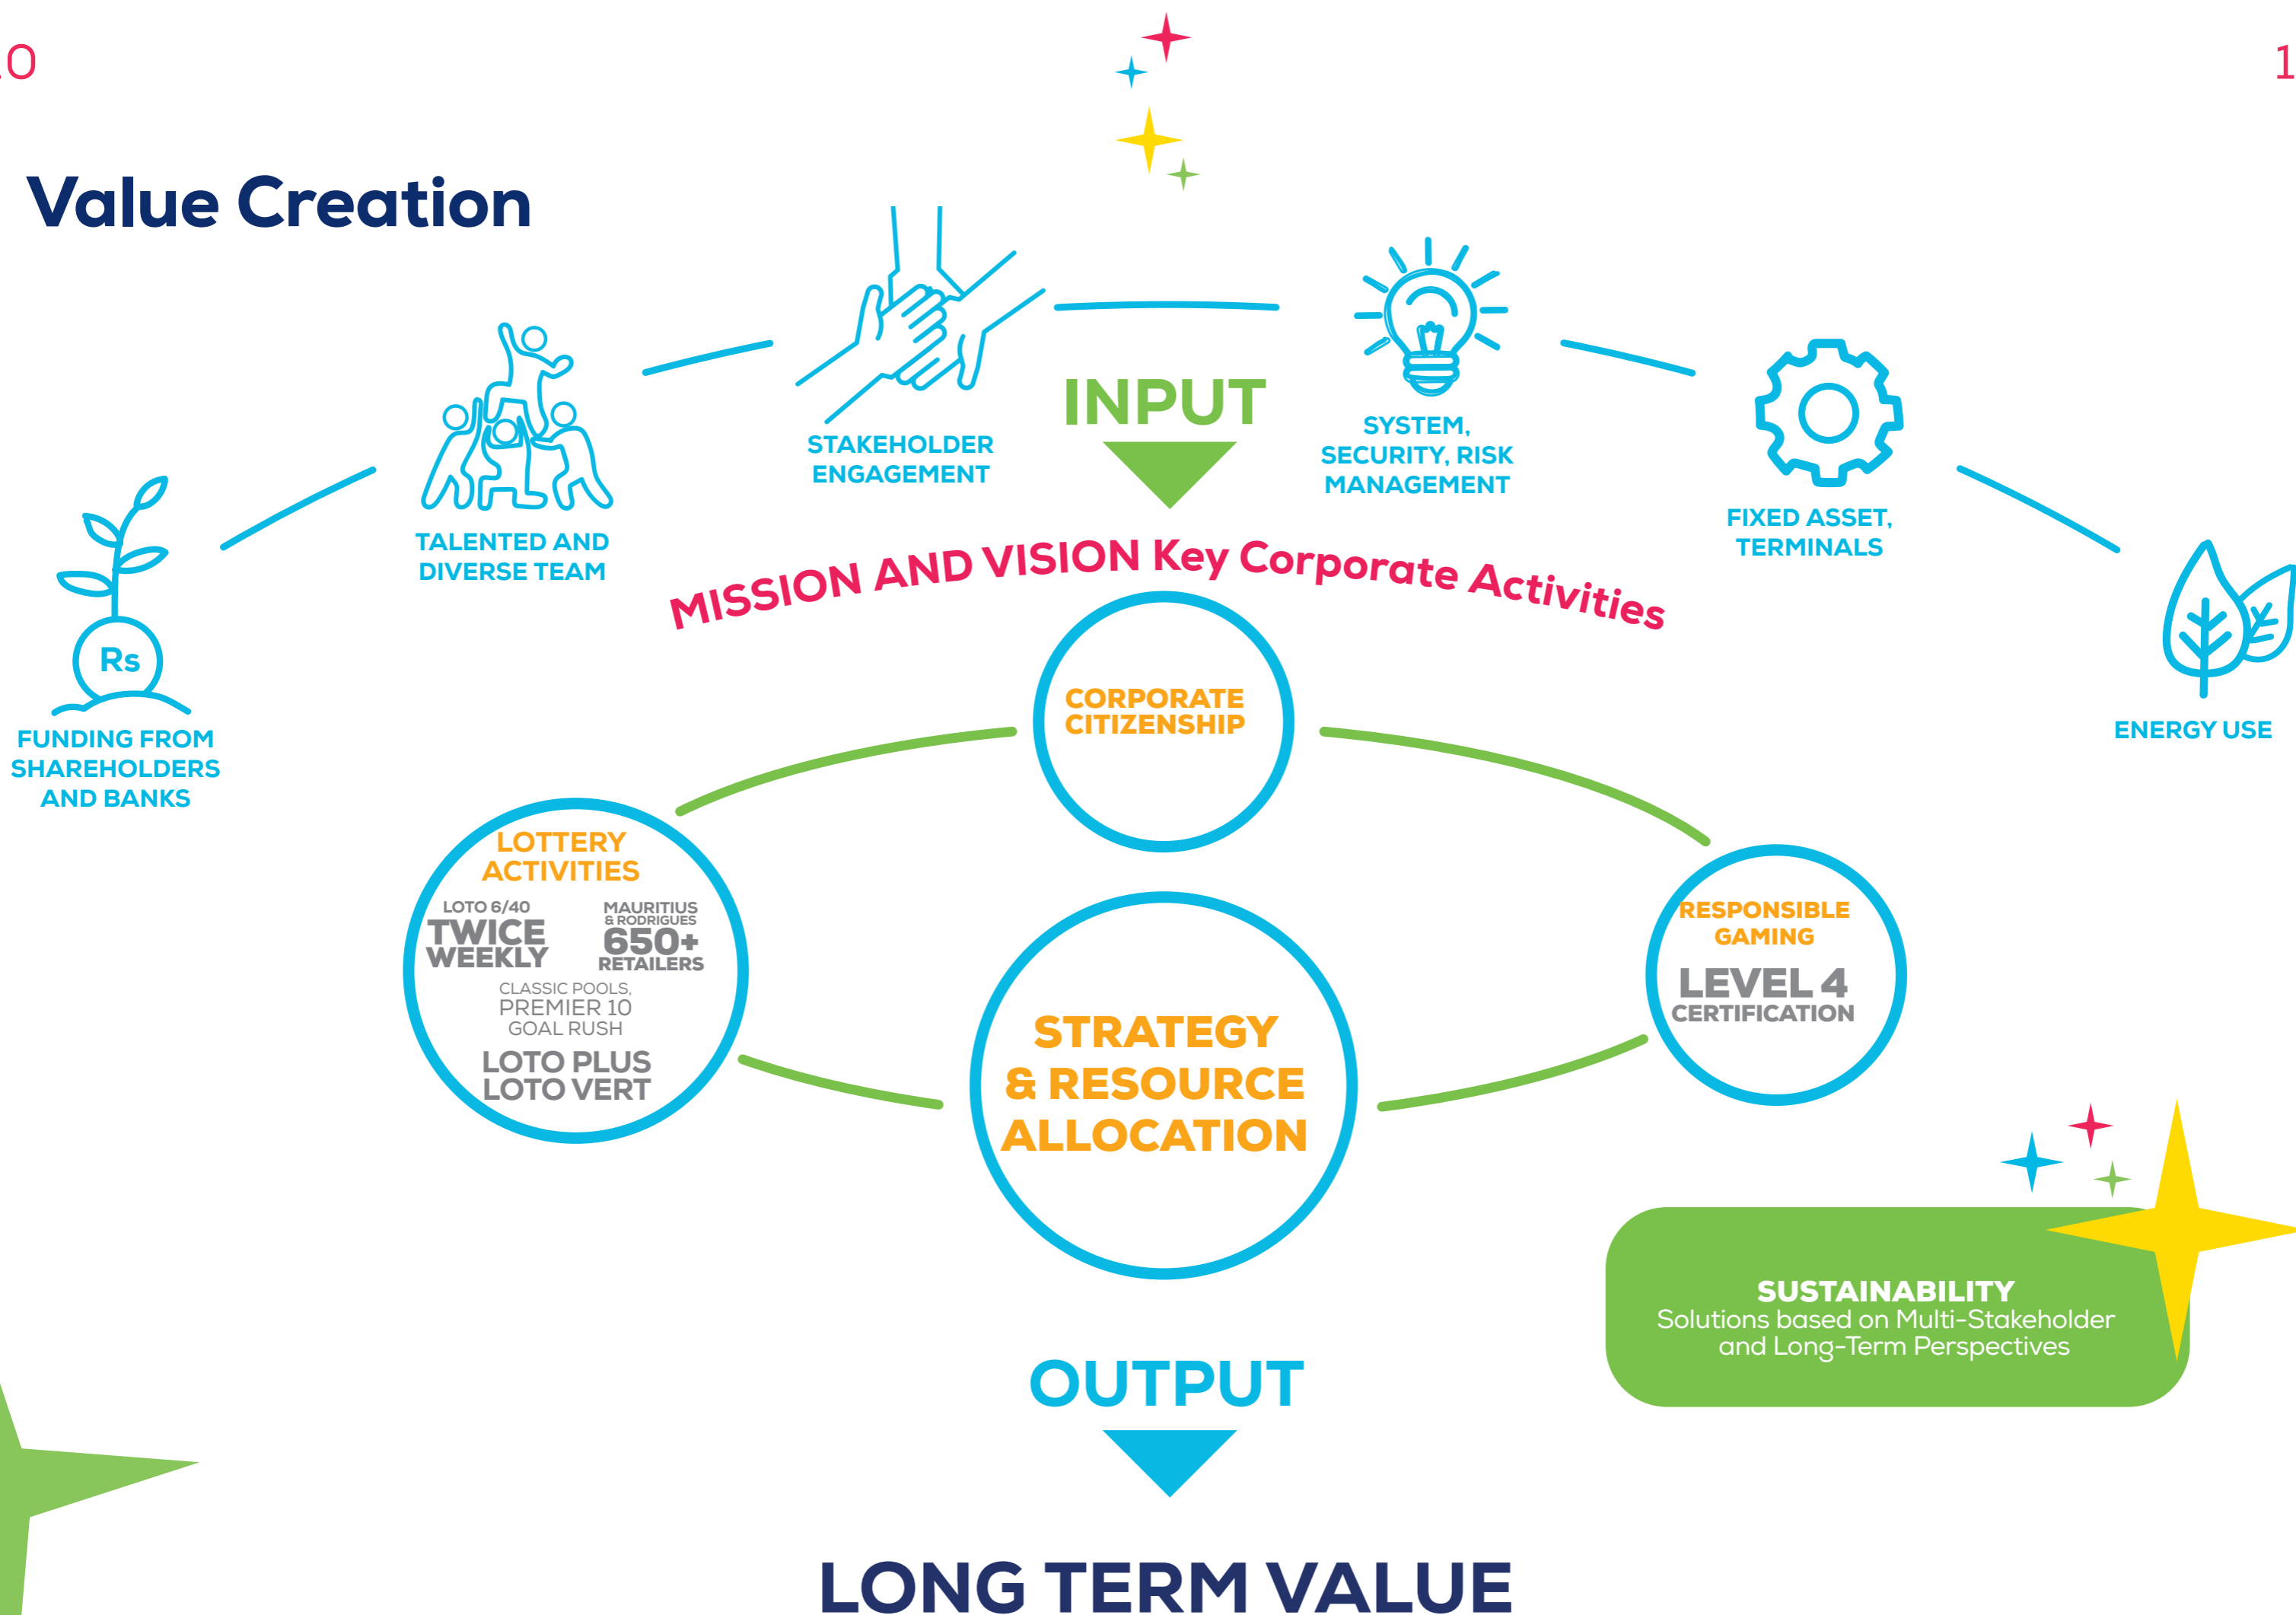 Value Creation
INPUT
FUNDING FROM
SHAREHOLDERS
AND BANKS
Rs
TALENTED AND
DIVERSE TEAM
STAKEHOLDER
ENGAGEMENT
SYSTEM,
SECURITY, RISK
MANAGEMENT
FIXED ASSET,
TERMINALS
ENERGY USE
MISSION AND VISION Key Corporate Activities
CORPORATE
CITIZENSHIP
LOTTERY
ACTIVITIES
LOTO 6/40
TWICE
WEEKLY
MAURITIUS
& RODRIGUES
650+
RETAILERS
CLASSIC POOLS,
PREMIER 10
GOAL RUSH
LOTO PLUS
LOTO VERT
STRATEGY
& RESOURCE
ALLOCATION
RESPONSIBLE
GAMING
LEVEL 4
CERTIFICATION
SUSTAINABILITY
Solutions based on Multi-Stakeholder
and Long-Term Perspectives
OUTPUT
LONG TERM VALUE